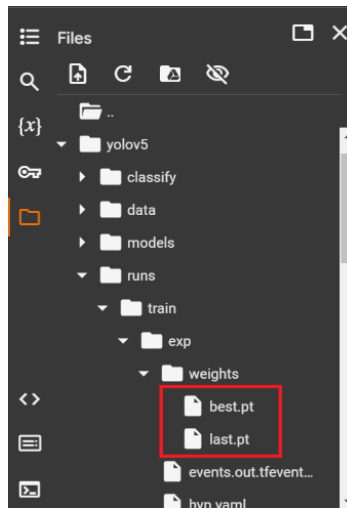 Files
..
{x}
yolov5
classify
data
models
runs
train
exp
weights
best.pt
last.pt
events.out.tfevent...
hyp.yaml